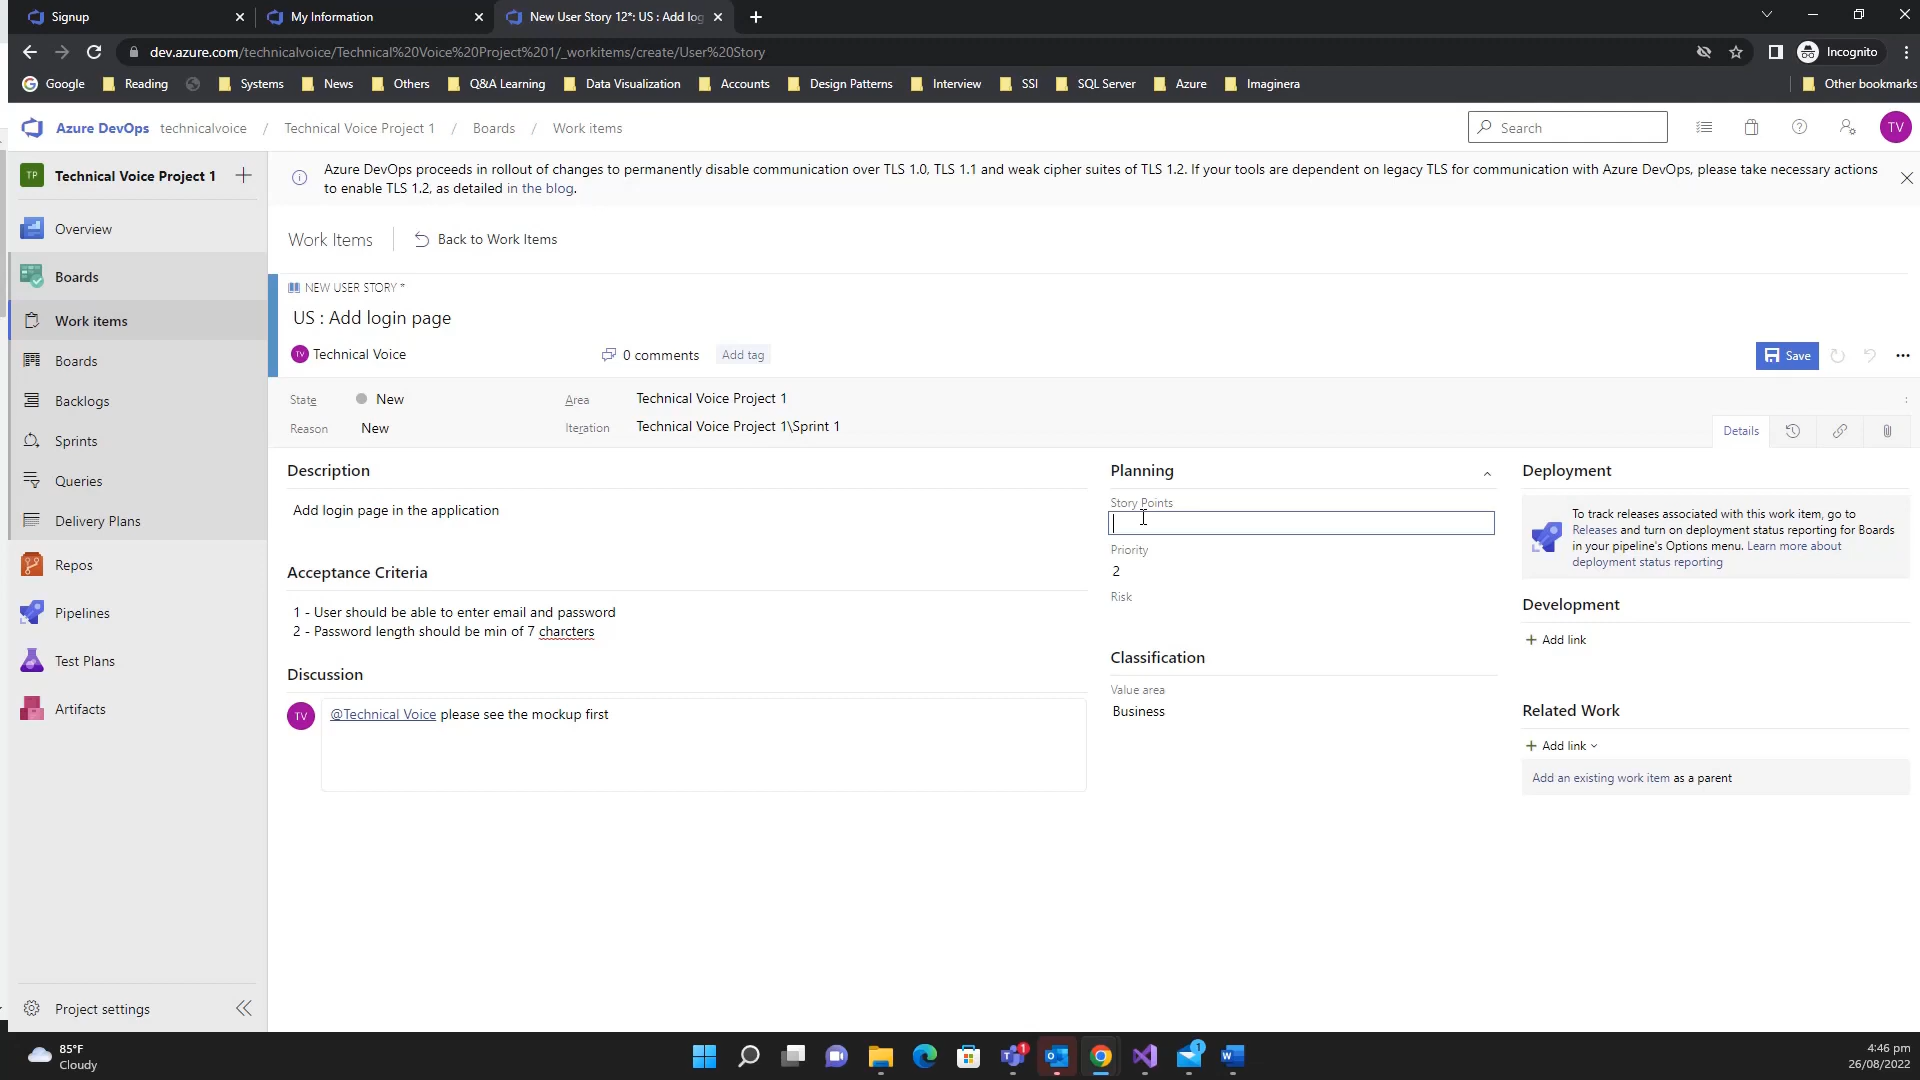 Signup
My Information
New User Story 12*: US : Add log
dev.azure.com/technicalvoice/Technical%20Voice%20Project%201/_workitems/create/User%20Story
Incognito
Google
Reading
Systems
News
Others
Q&A Learning
Data Visualization
Accounts
Design Patterns
Interview
SSI
SQL Server
Azure
Imaginera
Other bookmarks
Azure DevOps technicalvoice / Technical Voice Project 1 / Boards / Work items
Search
TV
TP Technical Voice Project 1
Azure DevOps proceeds in rollout of changes to permanently disable communication over TLS 1.0, TLS 1.1 and weak cipher suites of TLS 1.2. If your tools are dependent on legacy TLS for communication with Azure DevOps, please take necessary actions
to enable TLS 1.2, as detailed in the blog.
Overview
Boards
Work items
Boards
Backlogs
Sprints
Queries
Delivery Plans
Repos
Pipelines
Test Plans
Artifacts
Project settings
Work Items
Back to Work Items
NEW USER STORY *
US : Add login page
TV Technical Voice
0 comments
Add tag
Save
State New
Area Technical Voice Project 1
Reason New
Iteration Technical Voice Project 1\Sprint 1
Details
Description
Add login page in the application
Acceptance Criteria
1 - User should be able to enter email and password
2 - Password length should be min of 7 charcters
Discussion
TV
@Technical Voice please see the mockup first
Planning
Story Points
Priority
2
Risk
Classification
Value area
Business
Deployment
To track releases associated with this work item, go to
Releases and turn on deployment status reporting for Boards
in your pipeline's Options menu. Learn more about
deployment status reporting
Development
Add link
Related Work
Add link
Add an existing work item as a parent
85°F
Cloudy
1
1
4:46 pm
26/08/2022